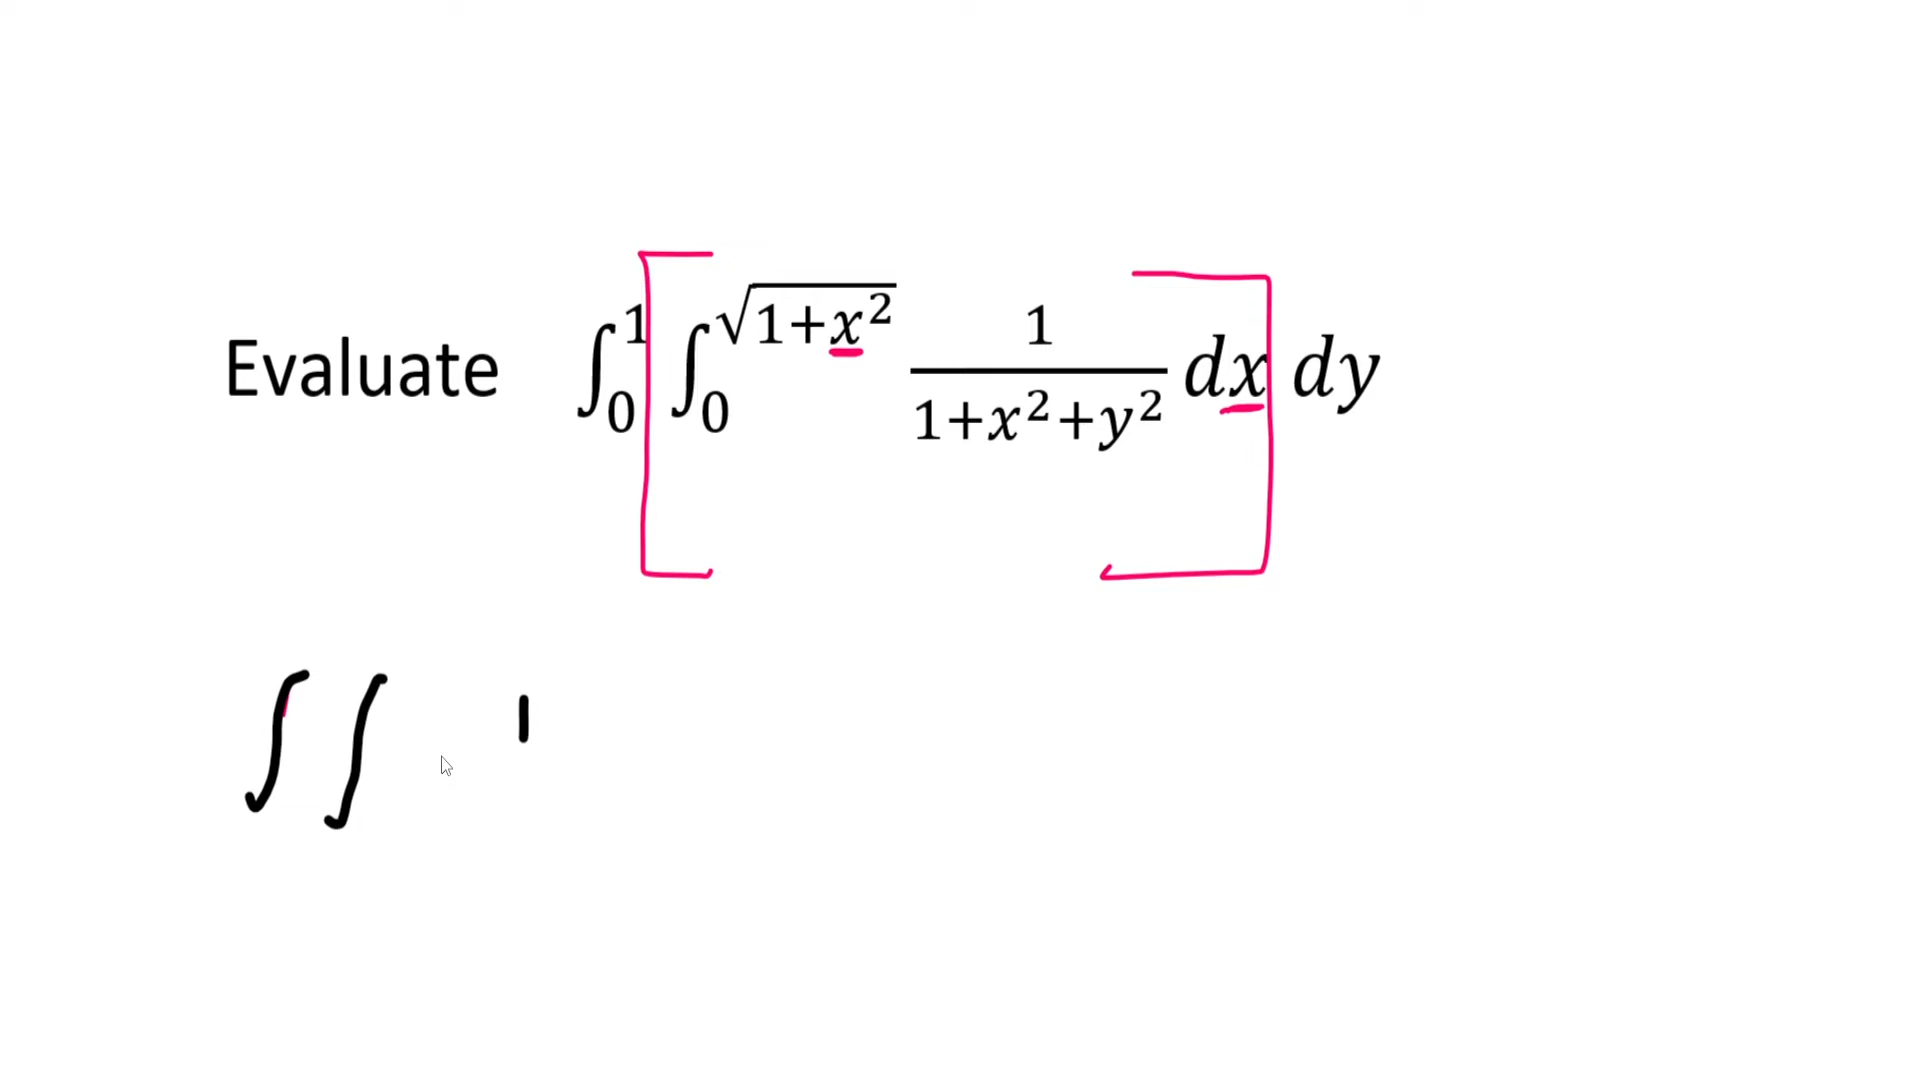 Evaluate ∫₀¹ ∫₀^√(1+x²) 1/(1+x²+y²) dx dy
∫∫ 1